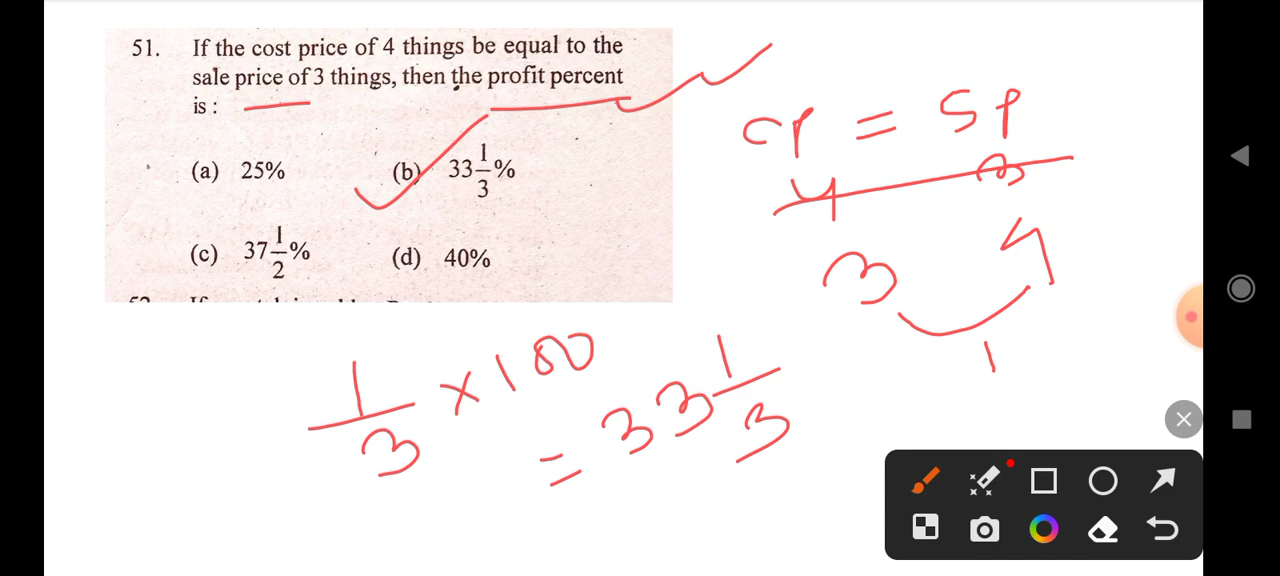 51. If the cost price of 4 things be equal to the
sale price of 3 things, then the profit percent
is :
(a) 25% (b) 33 1/3 %
(c) 37 1/2 % (d) 40%
CP = SP
4 3
3 4
1
1/3 × 100
= 33 1/3